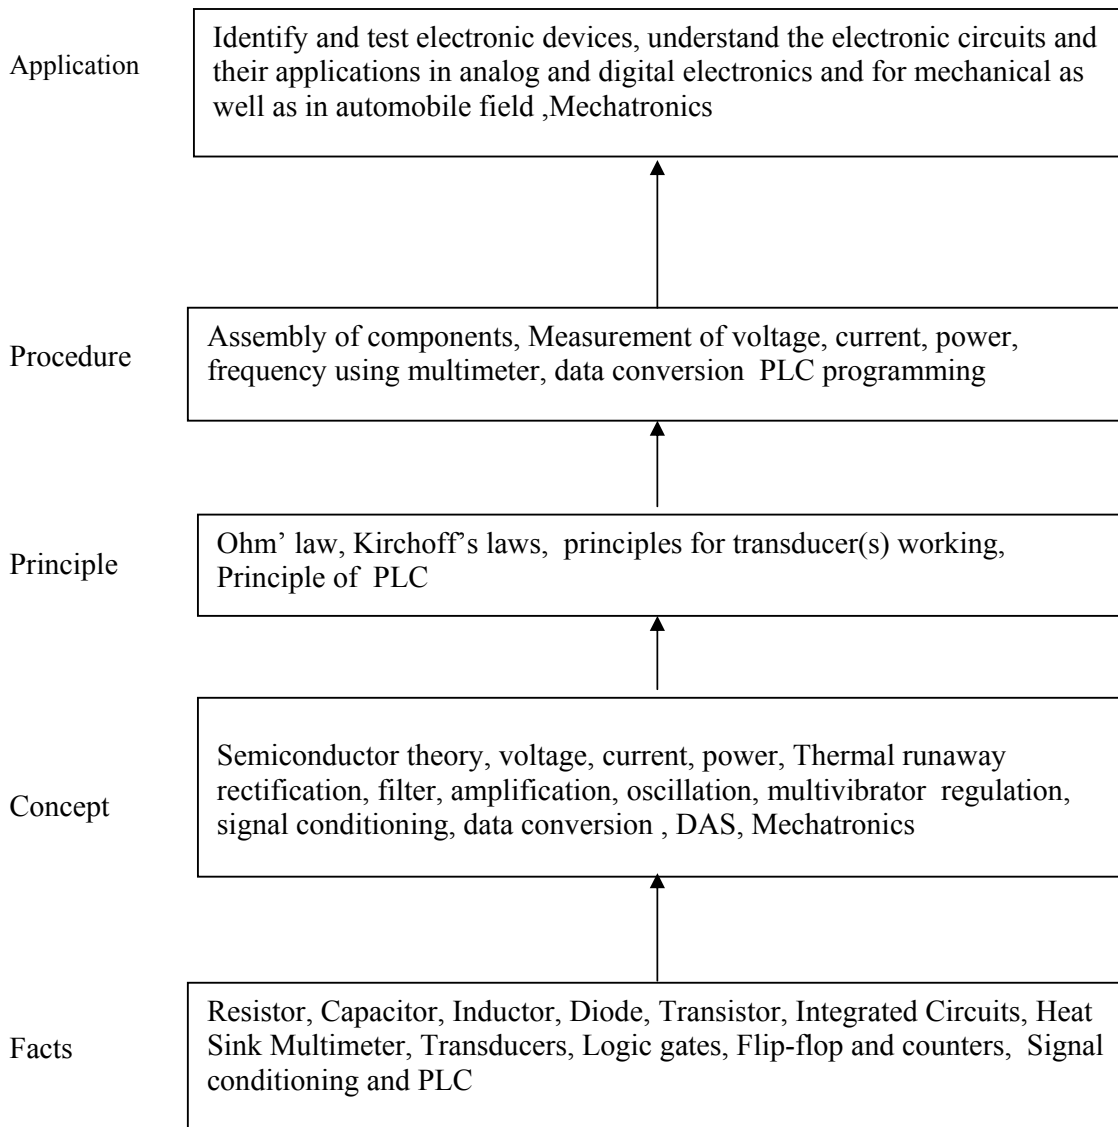 Application
Identify and test electronic devices, understand the electronic circuits and
their applications in analog and digital electronics and for mechanical as
well as in automobile field ,Mechatronics
Procedure
Assembly of components, Measurement of voltage, current, power,
frequency using multimeter, data conversion  PLC programming
Principle
Ohm’ law, Kirchoff’s laws,  principles for transducer(s) working,
Principle of  PLC
Concept
Semiconductor theory, voltage, current, power, Thermal runaway
rectification, filter, amplification, oscillation, multivibrator  regulation,
signal conditioning, data conversion , DAS, Mechatronics
Facts
Resistor, Capacitor, Inductor, Diode, Transistor, Integrated Circuits, Heat
Sink Multimeter, Transducers, Logic gates, Flip-flop and counters,  Signal
conditioning and PLC